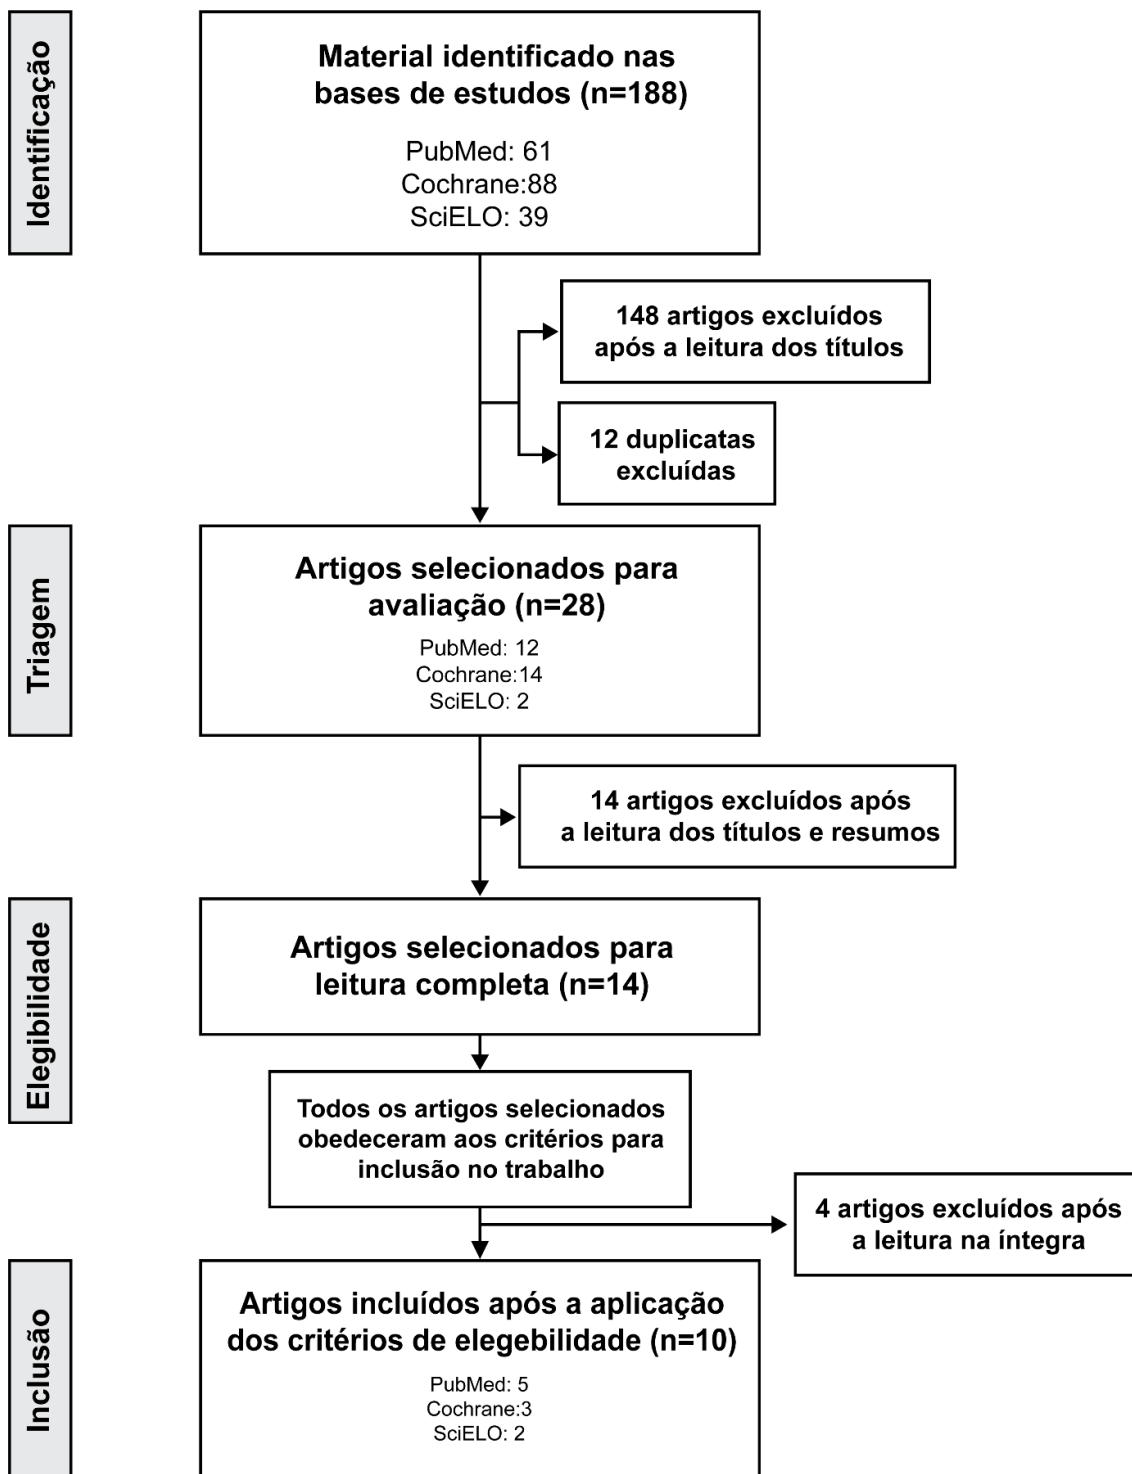 Identificação
Material identificado nas
bases de estudos (n=188)
PubMed: 61
Cochrane:88
SciELO: 39
148 artigos excluídos
após a leitura dos títulos
12 duplicatas
excluídas
Triagem
Artigos selecionados para
avaliação (n=28)
PubMed: 12
Cochrane:14
SciELO: 2
14 artigos excluídos após
a leitura dos títulos e resumos
Elegibilidade
Artigos selecionados para
leitura completa (n=14)
Todos os artigos selecionados
obedeceram aos critérios para
inclusão no trabalho
4 artigos excluídos após
a leitura na íntegra
Inclusão
Artigos incluídos após a aplicação
dos critérios de elegebilidade (n=10)
PubMed: 5
Cochrane:3
SciELO: 2